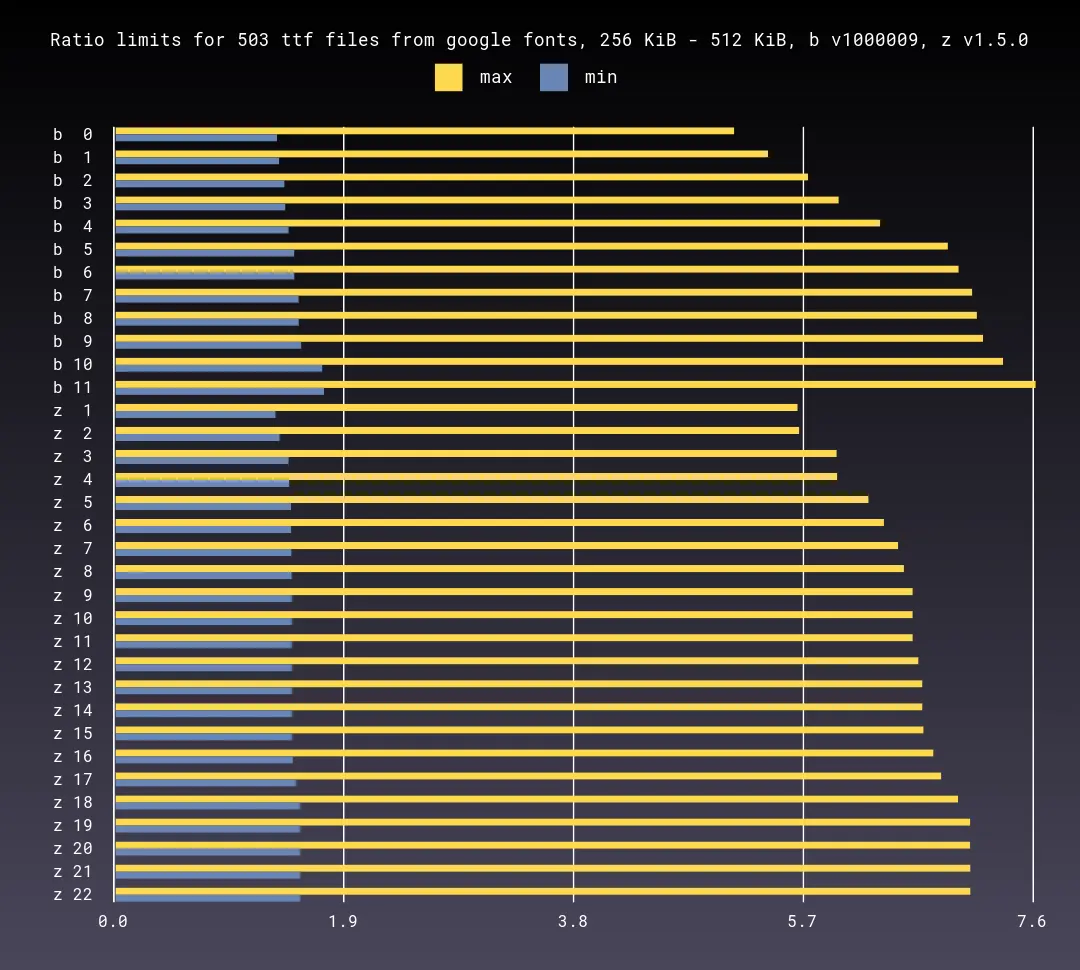 Ratio limits for 503 ttf files from google fonts, 256 KiB - 512 KiB, b v1000009, z v1.5.0
max min
b 0
b 1
b 2
b 3
b 4
b 5
b 6
b 7
b 8
b 9
b 10
b 11
z 1
z 2
z 3
z 4
z 5
z 6
z 7
z 8
z 9
z 10
z 11
z 12
z 13
z 14
z 15
z 16
z 17
z 18
z 19
z 20
z 21
z 22
0.0 1.9 3.8 5.7 7.6